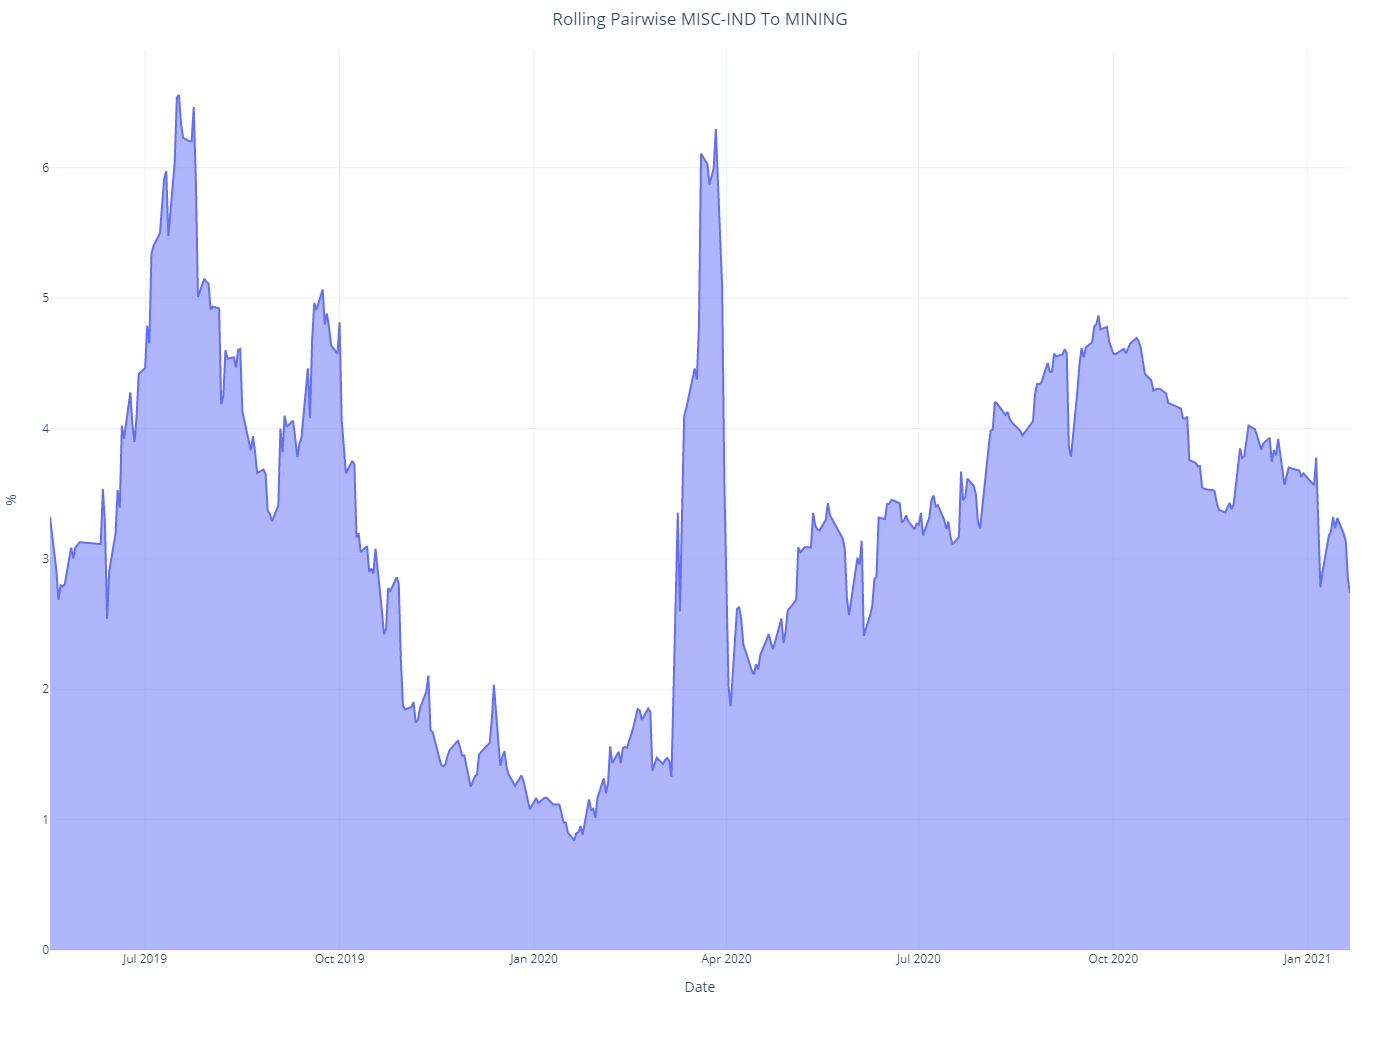 Rolling Pairwise MISC-IND To MINING
6
5
4
3
2
1
0
%
Jul 2019
Oct 2019
Jan 2020
Apr 2020
Jul 2020
Oct 2020
Jan 2021
Date